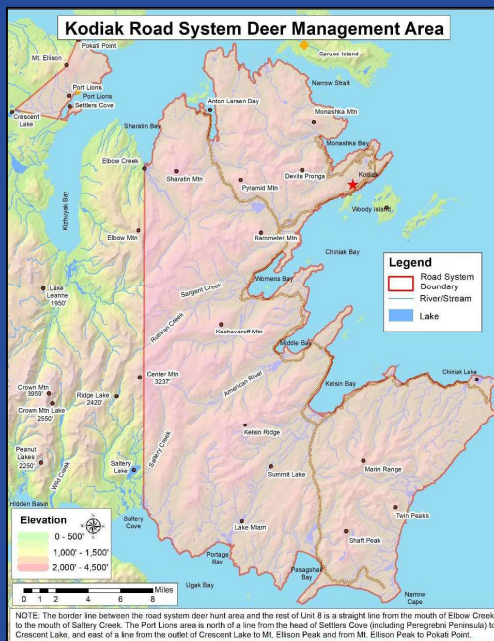 Kodiak Road System Deer Management Area
Pokati Point
Mt. Ellison
Port Lions
Port Lions
Settlers Cove
Crescent
Lake
Spruce Island
Narrow Strait
Anton Larsen Bay
Monashka Mtn
Sharatin Bay
Monashka Bay
Elbow Creek
Sharatin Mtn
Devils Prongs
Kodiak
Pyramid Mtn
Woody Island
Kizhuyak Bay
Elbow Mtn
Barometer Mtn
Chiniak Bay
Womens Bay
Lake
Leanne
1950'
Sargent Creek
Russian Creek
Kashevaroff Mtn
Middle Bay
Legend
Road System
Boundary
River/Stream
Lake
Chiniak Lake
Kalsin Bay
Center Mtn
3237'
American River
Crown Mtn
3959'
Ridge Lake
2420'
Crown Mtn Lake
2550'
Kalsin Ridge
Peanut
Lakes
2250'
Wild Creek
Saltery Creek
Saltery
Lake
Summit Lake
Marin Range
Hidden Basin
Twin Peaks
Saltery
Cove
Lake Miam
Shaft Peak
Portage
Bay
Pasagshak
Bay
Ugak Bay
Narrow
Cape
Elevation
0 - 500'
1,000' - 1,500'
2,000' - 4,500'
0 1 2 4 6 8
Miles
NOTE: The border line between the road system deer hunt area and the rest of Unit 8 is a straight line from the mouth of Elbow Creek
to the mouth of Saltery Creek. The Port Lions area is north of a line from the head of Settlers Cove (including Peregrebni Peninsula) to
Crescent Lake, and east of a line from the outlet of Crescent Lake to Mt. Ellison Peak and from Mt. Ellison Peak to Pokati Point.